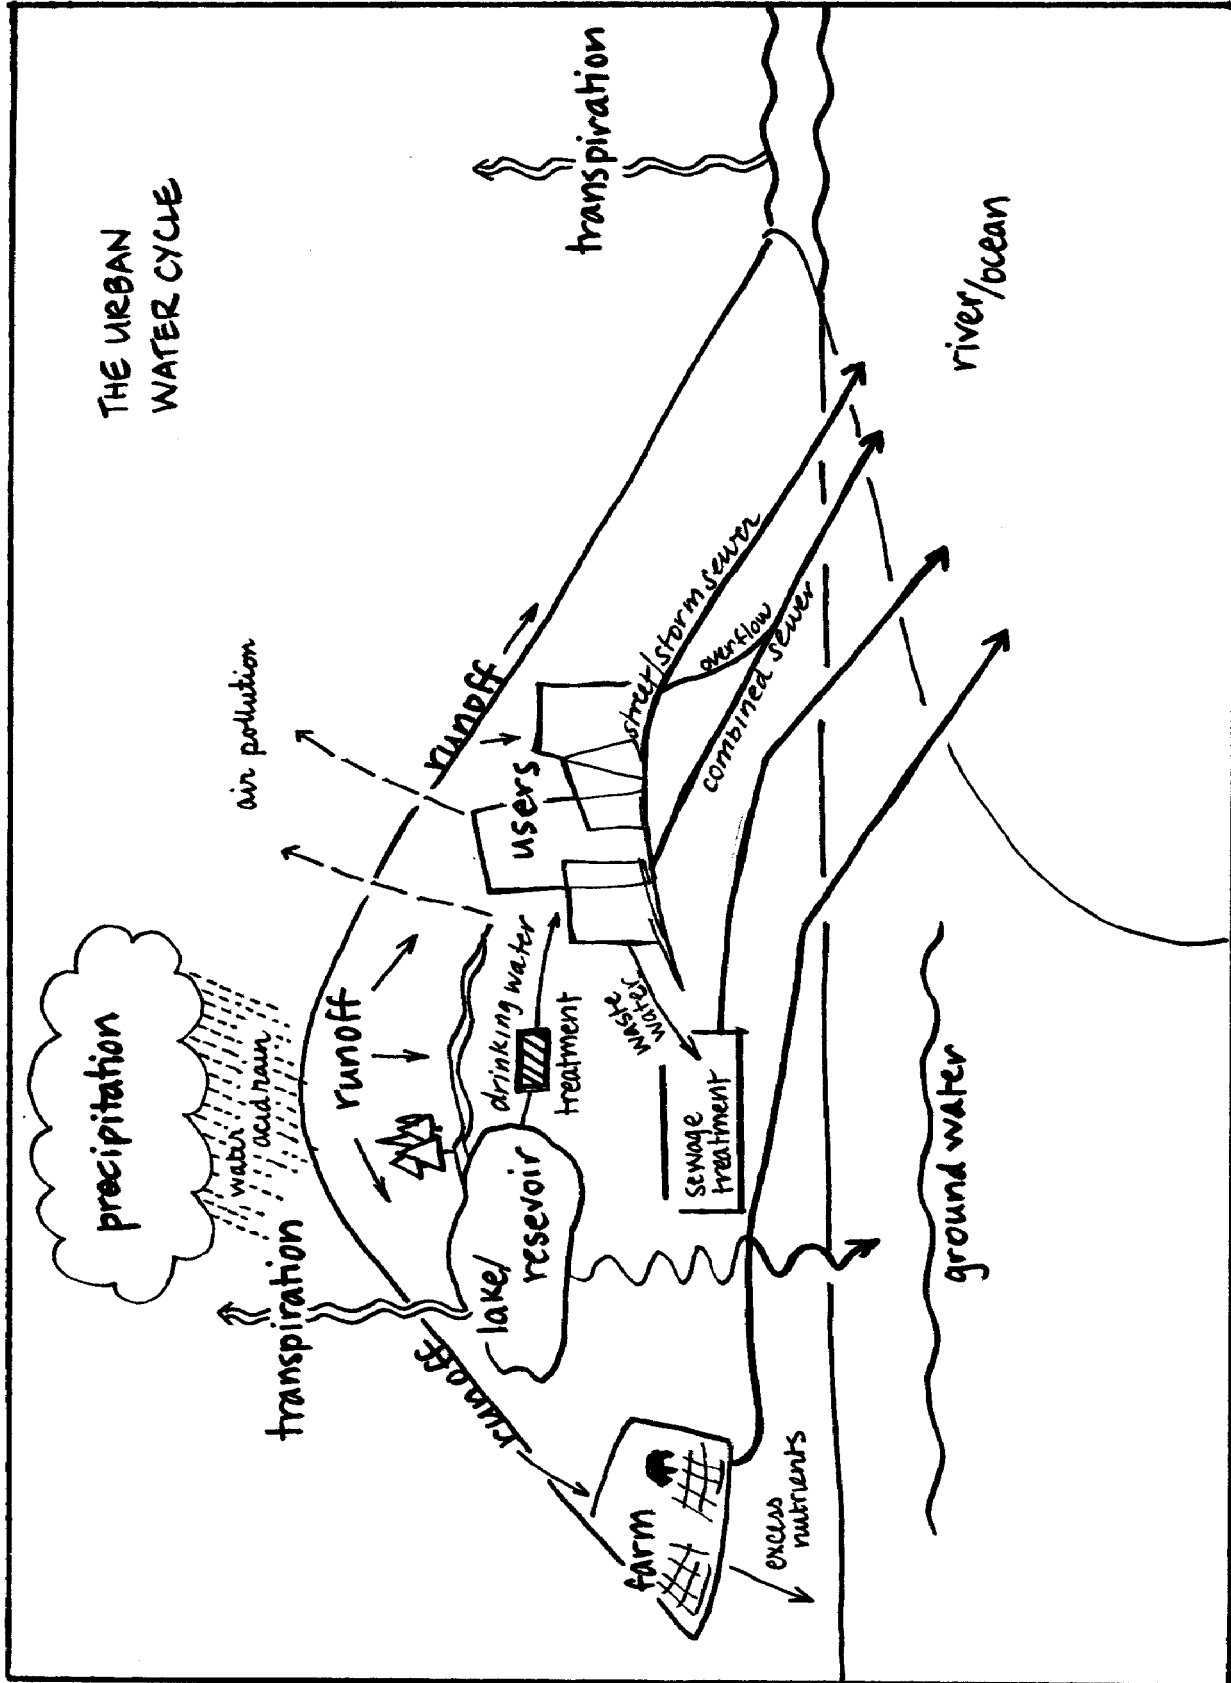 THE URBAN
WATER CYCLE
precipitation
water
acid rain
transpiration
air pollution
runoff
runoff
runoff
transpiration
lake/
resevoir
drinking water
treatment
users
waste
water
sewage
treatment
street/storm sewer
overflow
combined sewer
farm
excess
nutrients
ground water
river/ocean